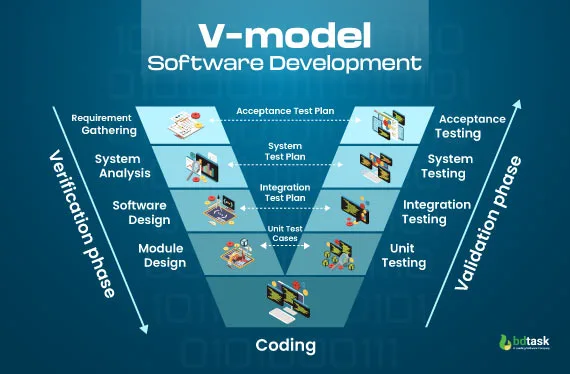 V-model
Software Development
Requirement
Gathering
Acceptance Test Plan
Acceptance
Testing
System
Analysis
System
Test Plan
System
Testing
Software
Design
Integration
Test Plan
Integration
Testing
Module
Design
Unit Test
Cases
Unit
Testing
Verification phase
Validation phase
Coding
bdtask